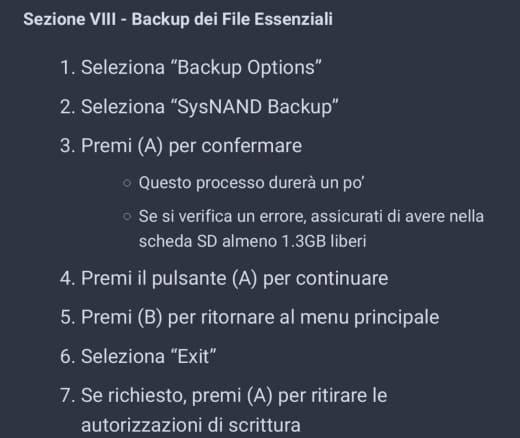 Sezione VIII - Backup dei File Essenziali
1. Seleziona “Backup Options”
2. Seleziona “SysNAND Backup”
3. Premi (A) per confermare
○ Questo processo durerà un po’
○ Se si verifica un errore, assicurati di avere nella
scheda SD almeno 1.3GB liberi
4. Premi il pulsante (A) per continuare
5. Premi (B) per ritornare al menu principale
6. Seleziona “Exit”
7. Se richiesto, premi (A) per ritirare le
autorizzazioni di scrittura